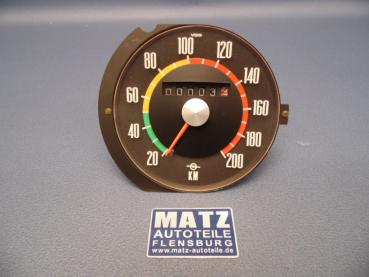 VDO
20
40
60
80
100
120
140
160
180
200
00003
KM
MATZ
AUTOTEILE
FLENSBURG
www.matz-autoteile.de